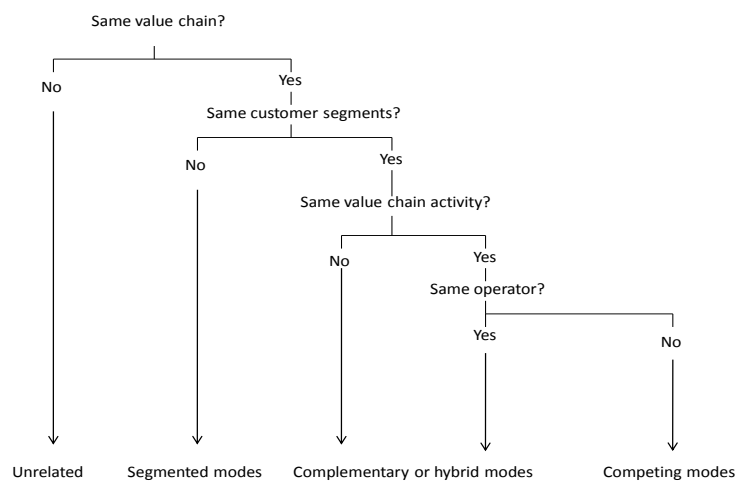 Same value chain?
No
Yes
Same customer segments?
No
Yes
Same value chain activity?
No
Yes
Same operator?
Yes
No
Unrelated
Segmented modes
Complementary or hybrid modes
Competing modes